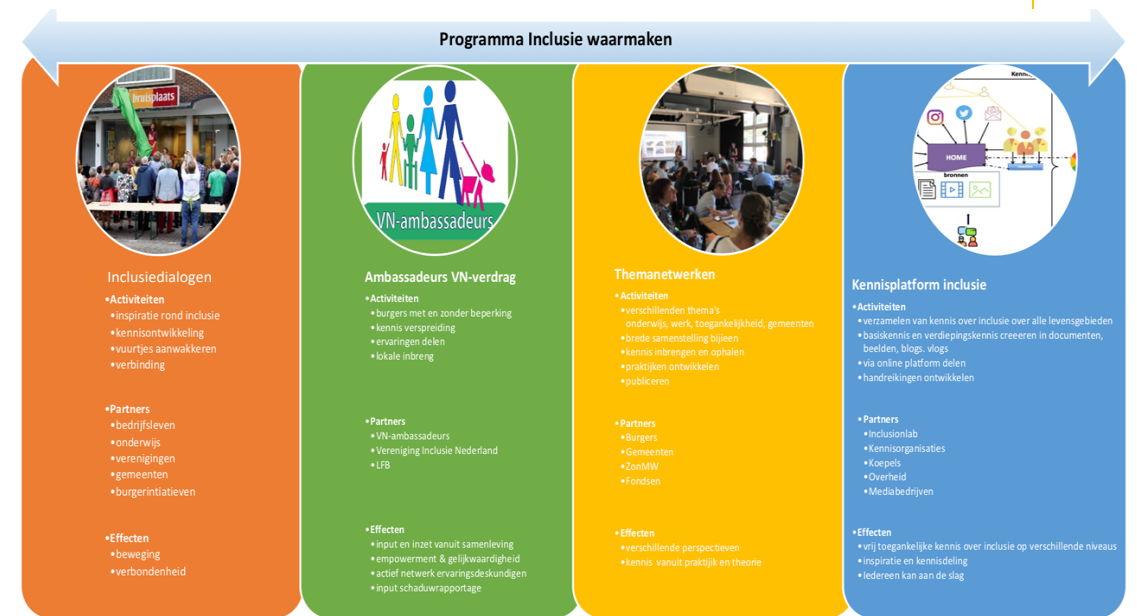 Programma Inclusie waarmaken
bruisplaats
Inclusiedialogen
•Activiteiten
•inspiratie rond inclusie
•kennisontwikkeling
•vuurtjes aanwakkeren
•verbinding
•Partners
•bedrijfsleven
•onderwijs
•verenigingen
•gemeenten
•burgerintiatieven
•Effecten
•beweging
•verbondenheid
VN-ambassadeurs
Ambassadeurs VN-verdrag
•Activiteiten
•burgers met en zonder beperking
•kennis verspreiding
•ervaringen delen
•lokale inbreng
•Partners
•VN-ambassadeurs
•Vereniging Inclusie Nederland
•LFB
•Effecten
•input en inzet vanuit samenleving
•empowerment & gelijkwaardigheid
•actief netwerk ervaringsdeskundigen
•input schaduwrapportage
Themanetwerken
•Activiteiten
•verschillenden thema's
onderwijs, werk, toegankelijkheid, gemeenten
•brede samenstelling bijieen
•kennis inbrengen en ophalen
•praktijken ontwikkelen
•publiceren
•Partners
•Burgers
•Gemeenten
•ZonMW
•Fondsen
•Effecten
•verschillende perspectieven
•kennis vanuit praktijik en theorie
HOME
bronnen
Kennisplatform inclusie
•Activiteiten
•verzamelen van kennis over inclusie over alle levensgebieden
•basiskennis en verdiepingskennis creeeren in documenten,
beelden, blogs. vlogs
•via online platform delen
•handreikingen ontwikkelen
•Partners
•Inclusionlab
•Kennisorganisaties
•Koepels
•Overheid
•Mediabedrijven
•Effecten
•vrij toegankelijke kennis over inclusie op verschillende niveaus
•inspiratie en kennisdeling
•Iedereen kan aan de slag